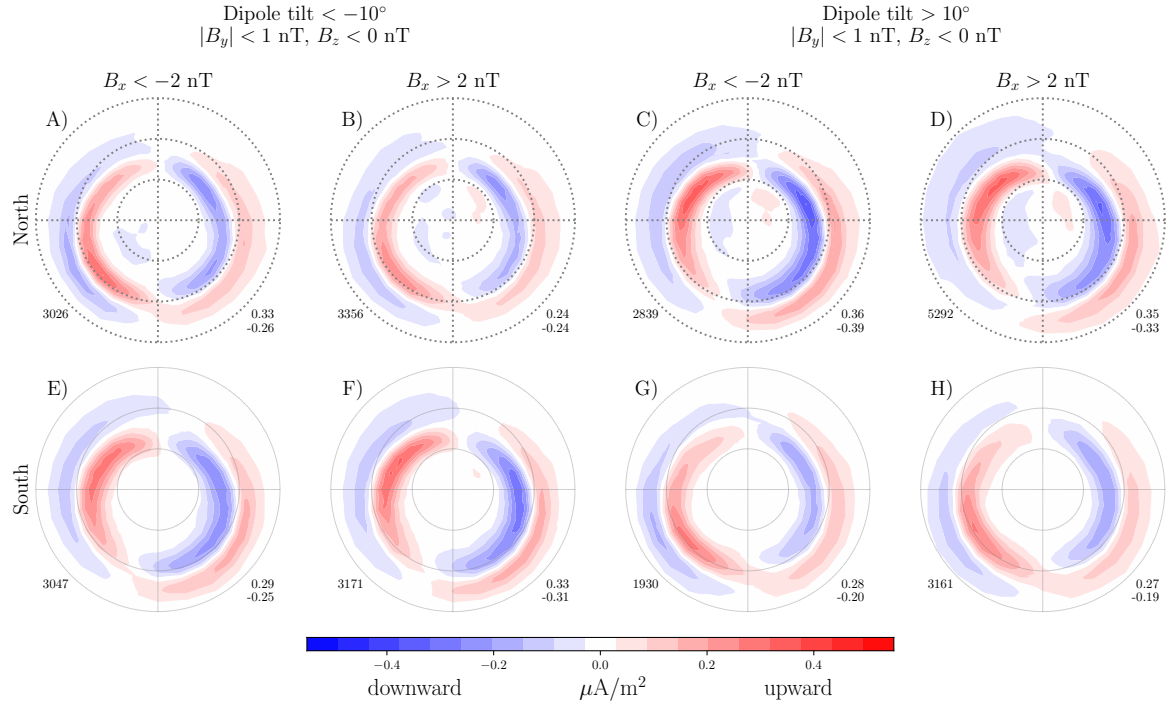 Dipole tilt < −10°
|B_y| < 1 nT, B_z < 0 nT
Dipole tilt > 10°
|B_y| < 1 nT, B_z < 0 nT
B_x < −2 nT
B_x > 2 nT
B_x < −2 nT
B_x > 2 nT
North
A)
3026
0.33
-0.26
B)
3356
0.24
-0.24
C)
2839
0.36
-0.39
D)
5292
0.35
-0.33
South
E)
3047
0.29
-0.25
F)
3171
0.33
-0.31
G)
1930
0.28
-0.20
H)
3161
0.27
-0.19
−0.4 −0.2 0.0 0.2 0.4
downward μA/m² upward